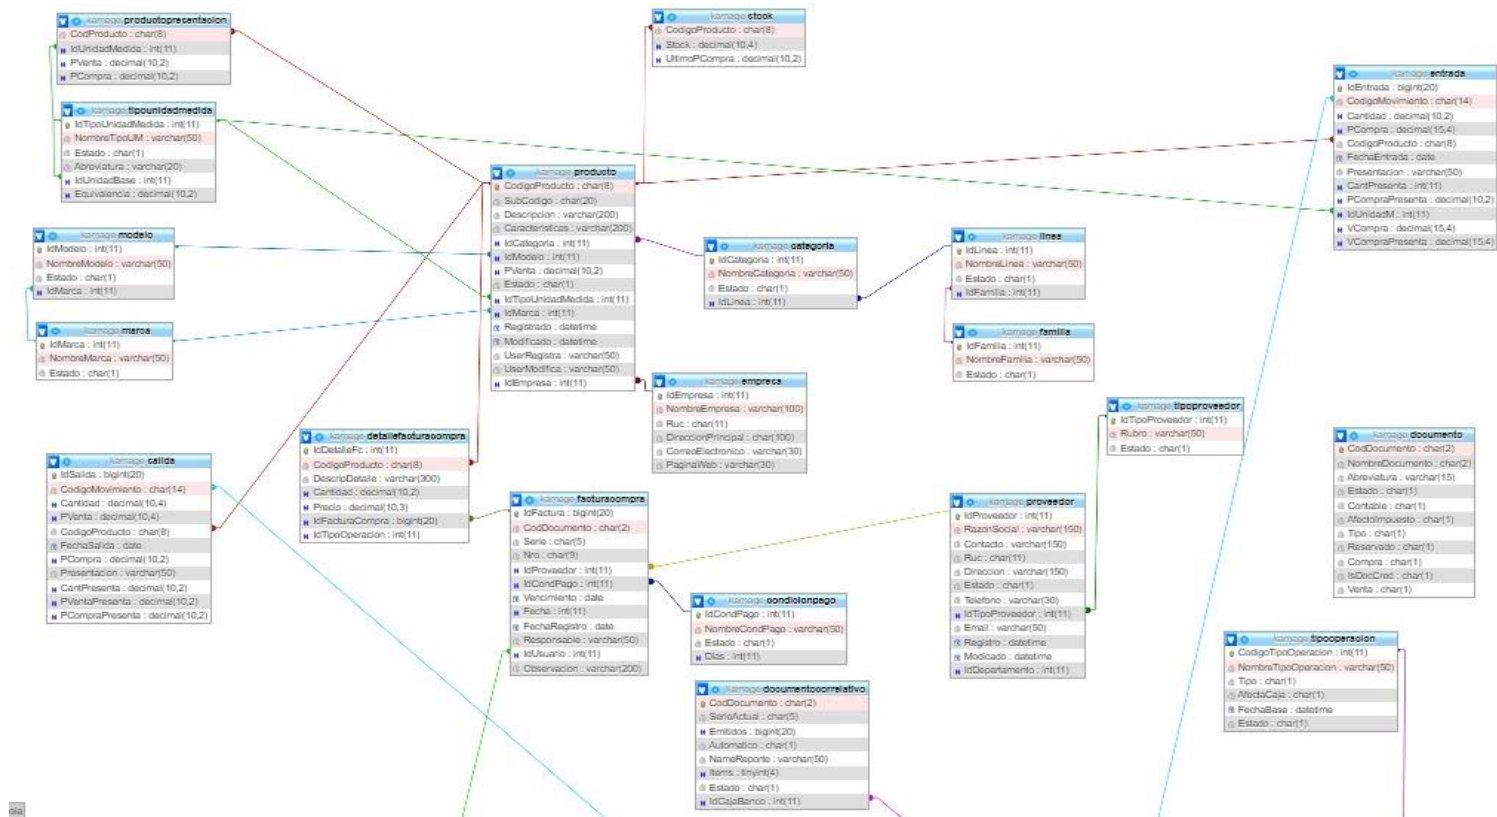 kamago productopresentacion
CodProducto : char(8)
IdUnidadMedida : int(11)
PVenta : decimal(10,2)
PCompra : decimal(10,2)
kamago stock
CodigoProducto : char(8)
Stock : decimal(10,4)
UltimoPCompra : decimal(10,2)
kamago entrada
IdEntrada : bigint(20)
CodigoMovimiento : char(14)
Cantidad : decimal(10,2)
PCompra : decimal(15,4)
CodigoProducto : char(8)
FechaEntrada : date
Presentacion : varchar(50)
CantPresenta : int(11)
PCompraPresenta : decimal(10,2)
IdUnidadM : int(11)
VCompra : decimal(15,4)
VCompraPresenta : decimal(15,4)
kamago tipounidadmedida
IdTipoUnidadMedida : int(11)
NombreTipoUM : varchar(50)
Estado : char(1)
Abreviatura : varchar(20)
IdUnidadBase : int(11)
Equivalencia : decimal(10,2)
kamago producto
CodigoProducto : char(8)
SubCodigo : char(20)
Descripcion : varchar(200)
Caracteristicas : varchar(200)
IdCategoria : int(11)
IdModelo : int(11)
PVenta : decimal(10,2)
Estado : char(1)
IdTipoUnidadMedida : int(11)
IdMarca : int(11)
Registrado : datetime
Modificado : datetime
UserRegistra : varchar(50)
UserModifica : varchar(50)
IdEmpresa : int(11)
kamago modelo
IdModelo : int(11)
NombreModelo : varchar(50)
Estado : char(1)
IdMarca : int(11)
kamago categoria
IdCategoria : int(11)
NombreCategoria : varchar(50)
Estado : char(1)
IdLinea : int(11)
kamago linea
IdLinea : int(11)
NombreLinea : varchar(50)
Estado : char(1)
IdFamilia : int(11)
kamago marca
IdMarca : int(11)
NombreMarca : varchar(50)
Estado : char(1)
kamago familia
IdFamilia : int(11)
NombreFamilia : varchar(50)
Estado : char(1)
kamago empresa
IdEmpresa : int(11)
NombreEmpresa : varchar(100)
Ruc : char(11)
DireccionPrincipal : char(100)
CorreoElectronico : varchar(30)
PaginaWeb : varchar(30)
kamago tipoproveedor
IdTipoProveedor : int(11)
Rubro : varchar(50)
Estado : char(1)
kamago detallefacturacompra
IdDetalleFc : int(11)
CodigoProducto : char(8)
DescripDetalle : varchar(300)
Cantidad : decimal(10,2)
Precio : decimal(10,3)
IdFacturaCompra : bigint(20)
IdTipoOperacion : int(11)
kamago documento
CodDocumento : char(2)
NombreDocumento : char(2)
Abreviatura : varchar(15)
Estado : char(1)
Contable : char(1)
AfectoImpuesto : char(1)
Tipo : char(1)
Reservado : char(1)
Compra : char(1)
IsDocCred : char(1)
Venta : char(1)
kamago salida
IdSalida : bigint(20)
CodigoMovimiento : char(14)
Cantidad : decimal(10,4)
PVenta : decimal(10,4)
CodigoProducto : char(8)
FechaSalida : date
PCompra : decimal(10,2)
Presentacion : varchar(50)
CantPresenta : decimal(10,2)
PVentaPresenta : decimal(10,2)
PCompraPresenta : decimal(10,2)
kamago facturacompra
IdFactura : bigint(20)
CodDocumento : char(2)
Serie : char(5)
Nro : char(9)
IdProveedor : int(11)
IdCondPago : int(11)
Vencimiento : date
Fecha : int(11)
FechaRegistro : date
Responsable : varchar(50)
IdUsuario : int(11)
Observacion : varchar(200)
kamago proveedor
IdProveedor : int(11)
RazonSocial : varchar(150)
Contacto : varchar(150)
Ruc : char(11)
Direccion : varchar(150)
Estado : char(1)
Telefono : varchar(30)
IdTipoProveedor : int(11)
Email : varchar(50)
Registro : datetime
Modicado : datetime
IdDepartamento : int(11)
kamago condicionpago
IdCondPago : int(11)
NombreCondPago : varchar(50)
Estado : char(1)
Dias : int(11)
kamago tipooperacion
CodigoTipoOperacion : int(11)
NombreTipoOperacion : varchar(50)
Tipo : char(1)
AfectaCaja : char(1)
FechaBase : datetime
Estado : char(1)
kamago documentocorrelativo
CodDocumento : char(2)
SerieActual : char(5)
Emitidos : bigint(20)
Automatico : char(1)
NameReporte : varchar(50)
Items : tinyint(4)
Estado : char(1)
IdCajaBanco : int(11)